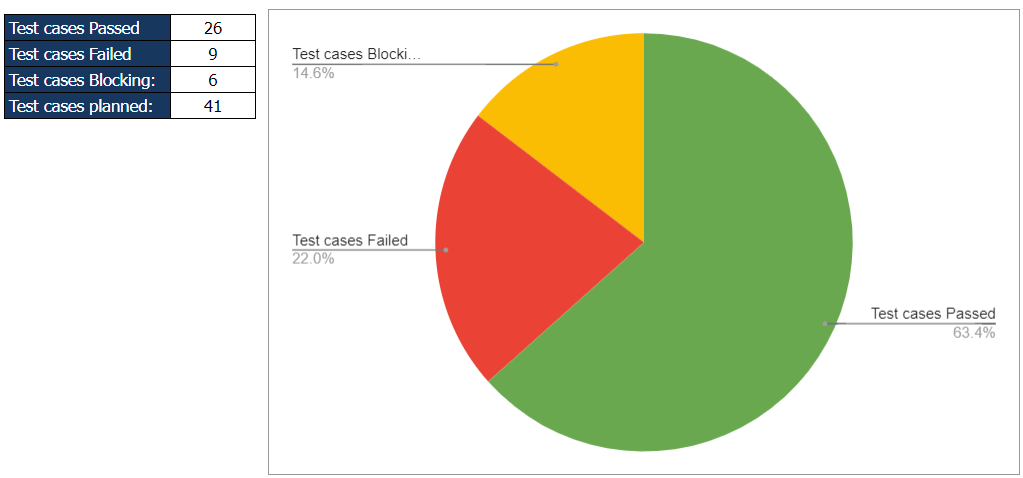 Test cases Passed 26
Test cases Failed 9
Test cases Blocking: 6
Test cases planned: 41
Test cases Blocki...
14.6%
Test cases Failed
22.0%
Test cases Passed
63.4%